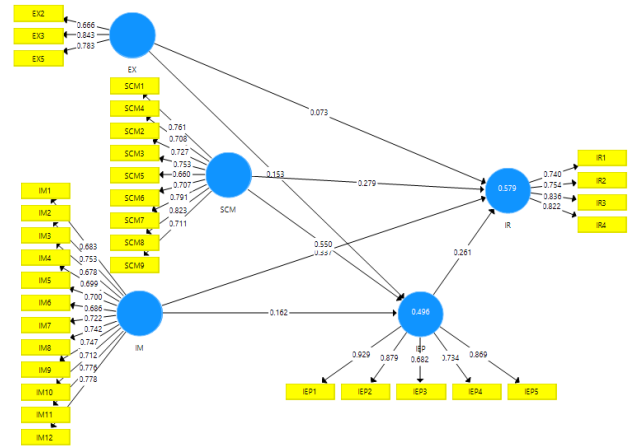 EX2
EX3
EX5
0.666
0.843
0.783
EX
SCM1
SCM4
SCM2
SCM3
SCM5
SCM6
SCM7
SCM8
SCM9
0.761
0.708
0.727
0.753
0.660
0.707
0.791
0.823
0.711
SCM
IM1
IM2
IM3
IM4
IM5
IM6
IM7
IM8
IM9
IM10
IM11
IM12
0.683
0.753
0.678
0.699
0.700
0.686
0.722
0.742
0.747
0.712
0.776
0.778
IM
0.073
0.153
0.279
0.550
0.337
0.162
0.261
0.579
IR
0.740
0.754
0.836
0.822
IR1
IR2
IR3
IR4
0.496
IEP
0.929
0.879
0.682
0.734
0.869
IEP1
IEP2
IEP3
IEP4
IEP5